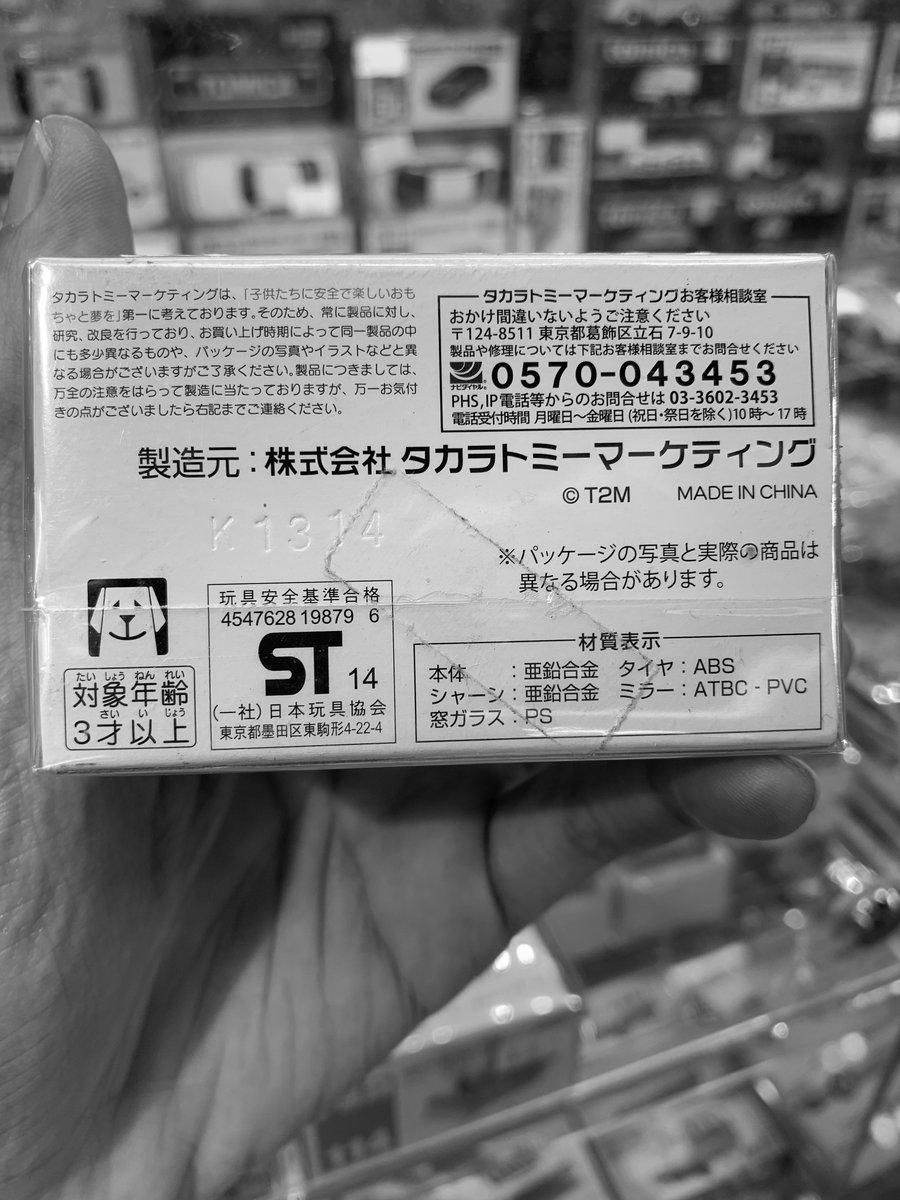 TOMICA
タカラトミーマーケティングは、「子供たちに安全で楽しいおも
ちゃと夢を」第一に考えております。そのため、常に製品に対し、
研究、改良を行っており、お買い上げ時期によって同一製品の中
にも多少異なるものや、パッケージの写真やイラストなどと異
なる場合がございますがご了承ください。製品につきましては、
万全の注意をはらって製造に当たっておりますが、万一お気付
きの点がございましたら右記までご連絡ください。
タカラトミーマーケティングお客様相談室
おかけ間違いないようご注意ください
〒124-8511 東京都葛飾区立石 7-9-10
製品や修理については下記お客様相談室までお問合せください
ナビダイヤル® 0570-043453
PHS,IP電話等からのお問合せは 03-3602-3453
電話受付時間 月曜日〜金曜日(祝日・祭日を除く)10時〜17時
製造元：株式会社 タカラトミーマーケティング
© T2M MADE IN CHINA
K1314
※パッケージの写真と実際の商品は
異なる場合があります。
たいしょうねんれい
対象年齢
さいいじょう
3才以上
玩具安全基準合格
4547628 19879 6
ST 14
(一社)日本玩具協会
東京都墨田区東駒形4-22-4
材質表示
本体 ：亜鉛合金 タイヤ：ABS
シャーシ：亜鉛合金 ミラー：ATBC - PVC
窓ガラス：PS